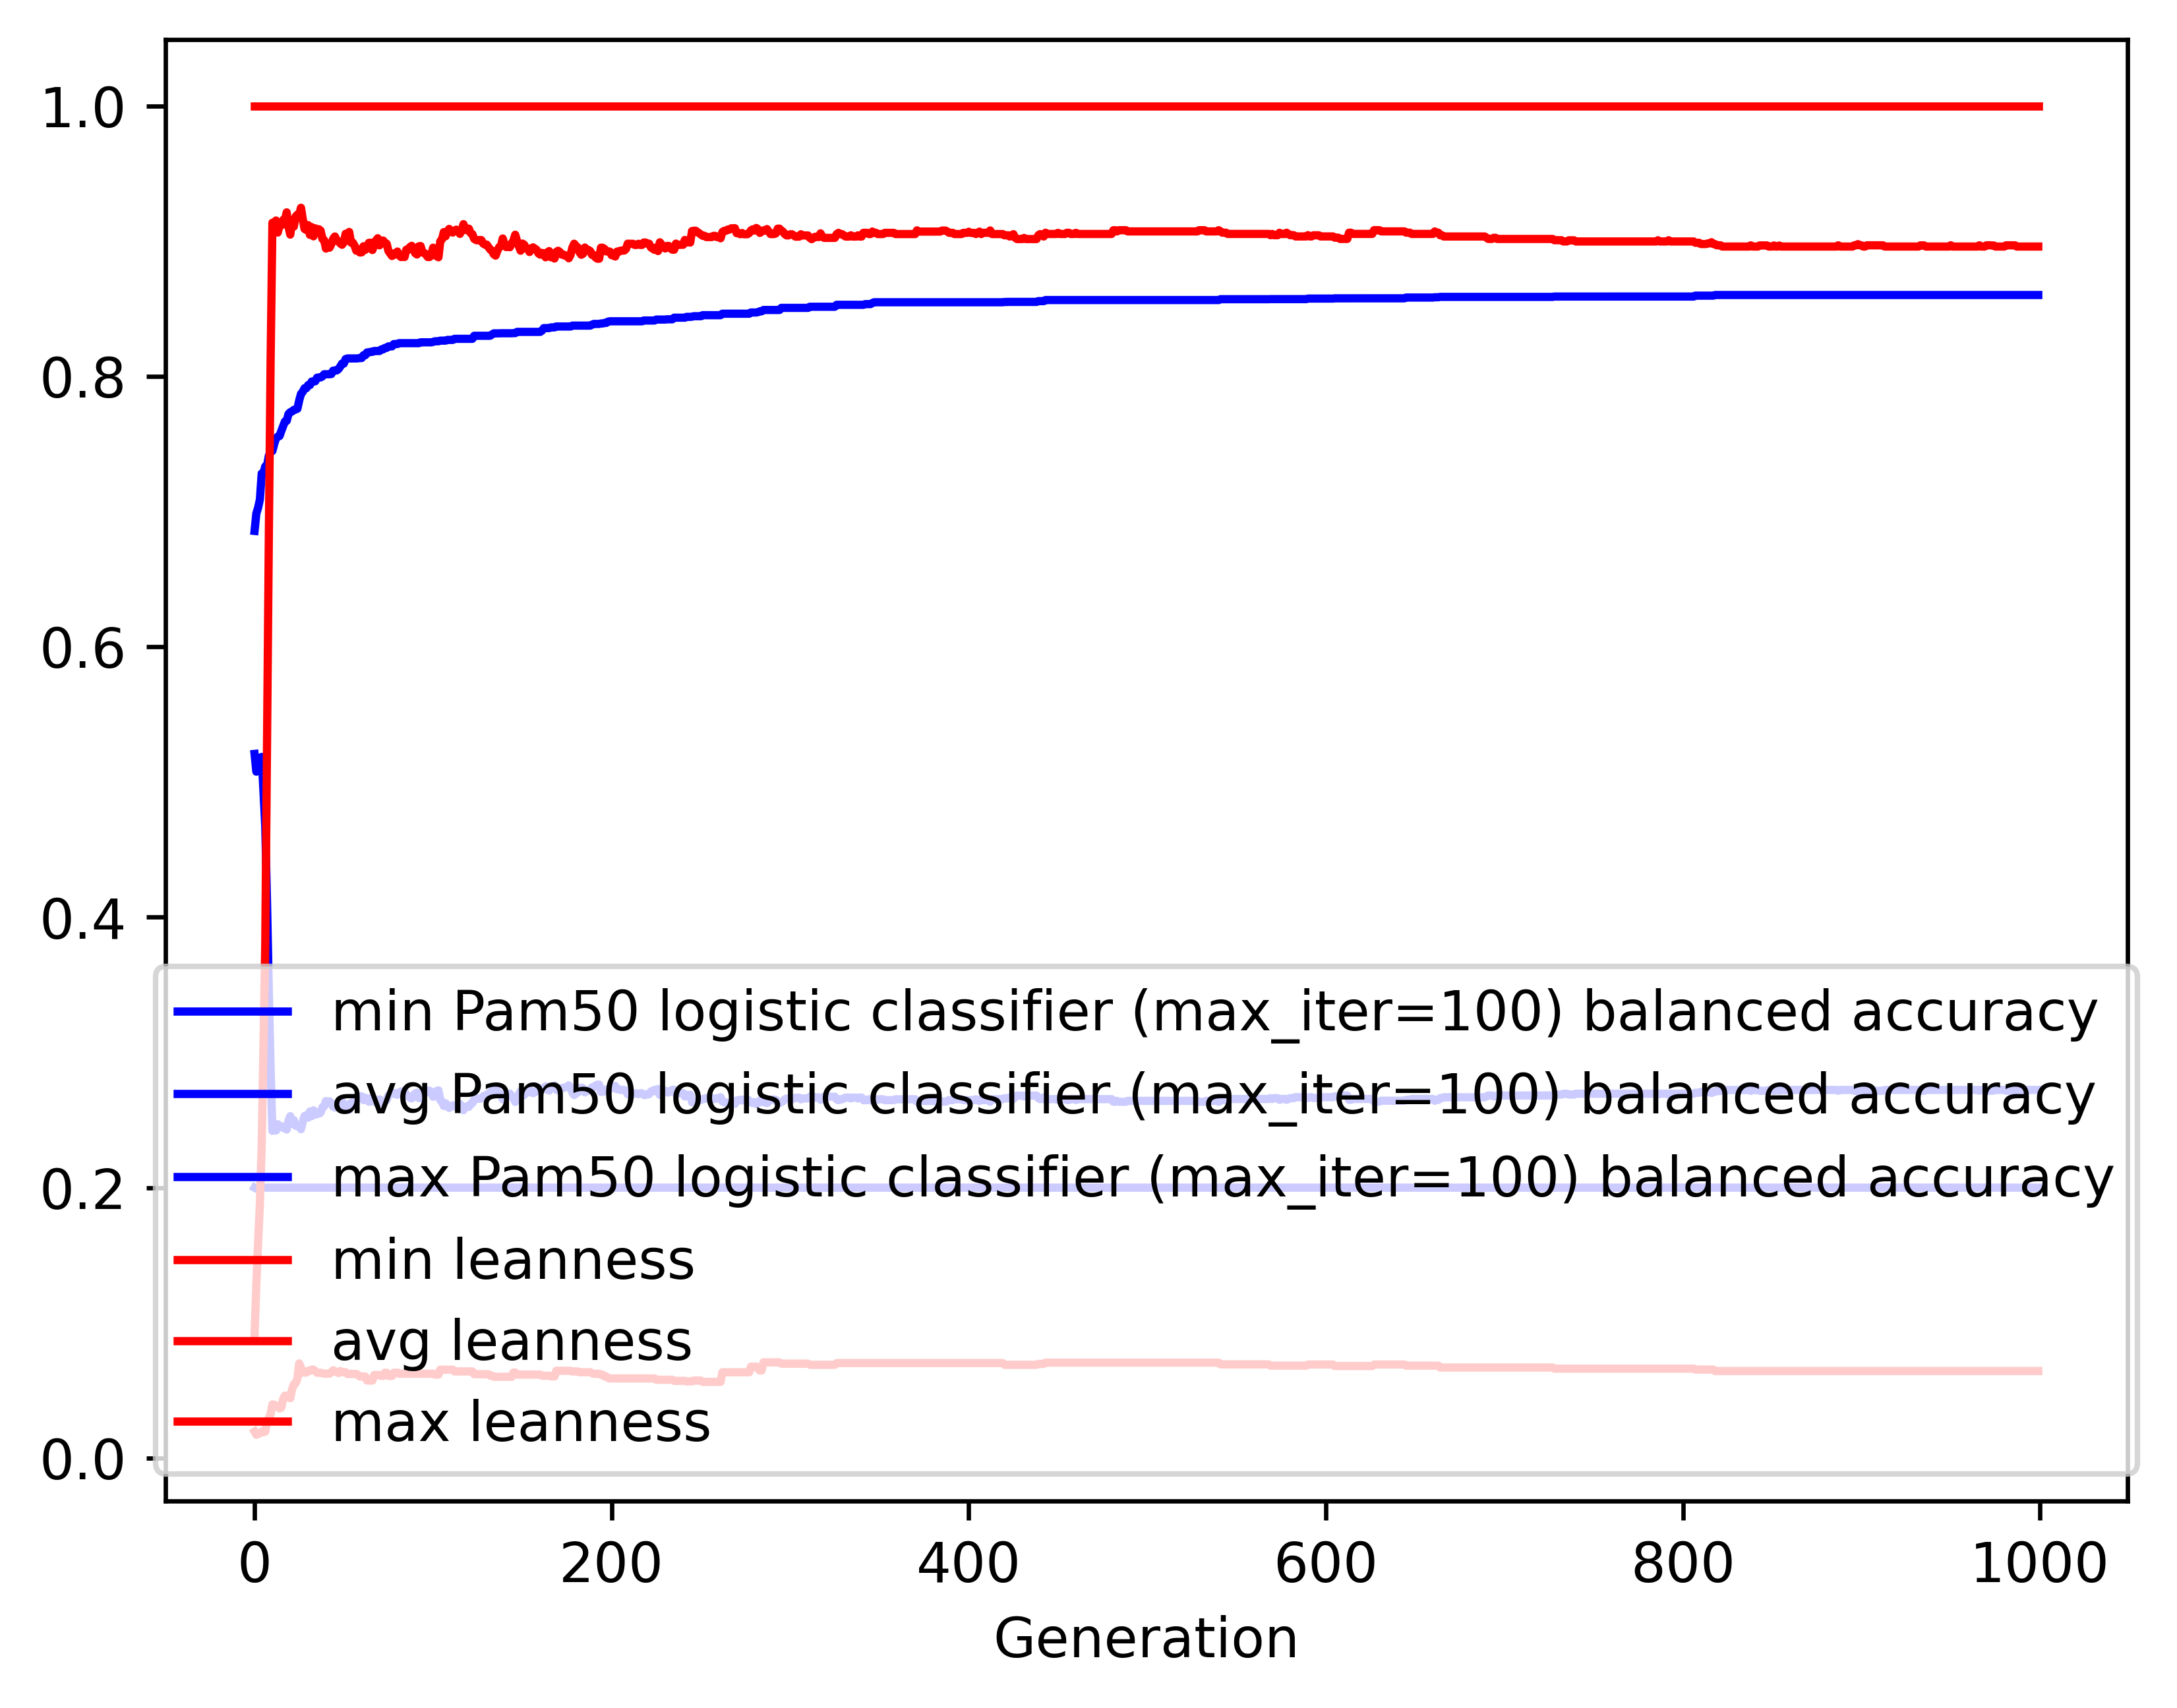 1.0
0.8
0.6
0.4
0.2
0.0
min Pam50 logistic classifier (max_iter=100) balanced accuracy
avg Pam50 logistic classifier (max_iter=100) balanced accuracy
max Pam50 logistic classifier (max_iter=100) balanced accuracy
min leanness
avg leanness
max leanness
0 200 400 600 800 1000
Generation